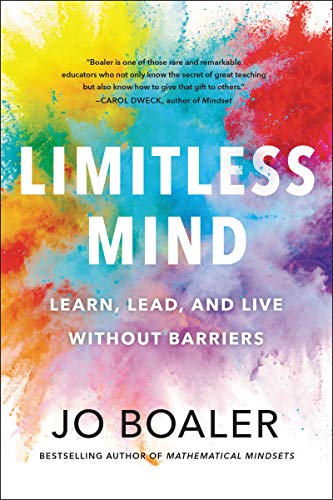 "Boaler is one of those rare and remarkable
educators who not only know the secret of great teaching
but also know how to give that gift to others."
—CAROL DWECK, author of Mindset
LIMITLESS
MIND
LEARN, LEAD, AND LIVE
WITHOUT BARRIERS
JO BOALER
BESTSELLING AUTHOR OF MATHEMATICAL MINDSETS